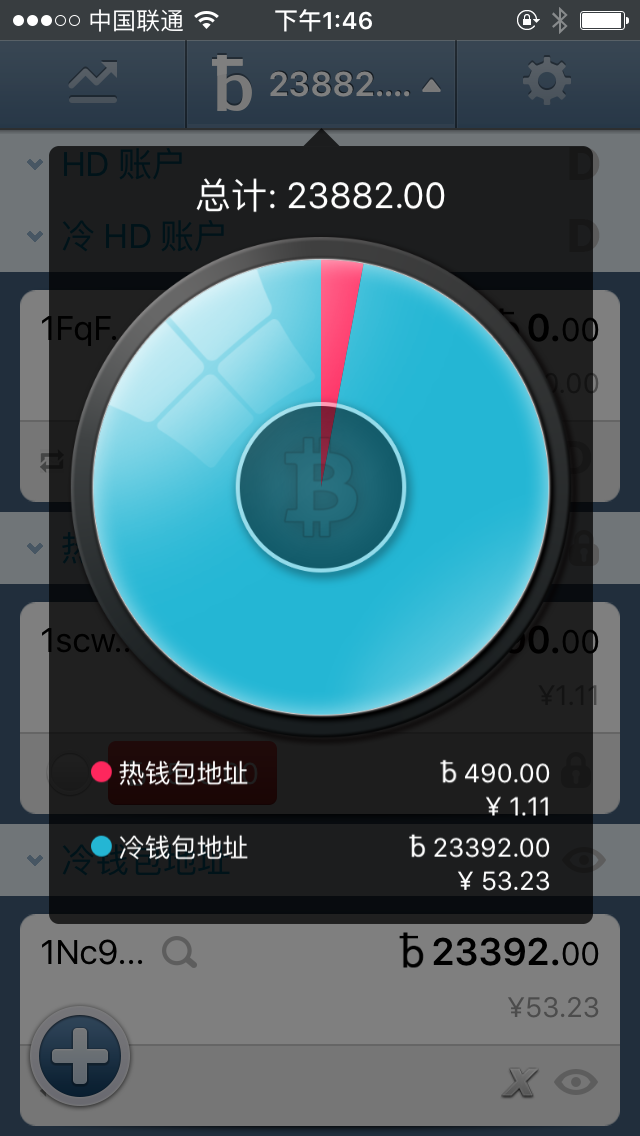 中国联通 下午1:46
ƀ 23882....
HD 账户
总计: 23882.00
冷 HD 账户
1FqF. 0.00
0.00
1scw.. 90.00
¥1.11
热钱包地址 ƀ 490.00
¥ 1.11
冷钱包地址 ƀ 23392.00
¥ 53.23
冷钱包地址
1Nc9... ƀ 23392.00
¥53.23